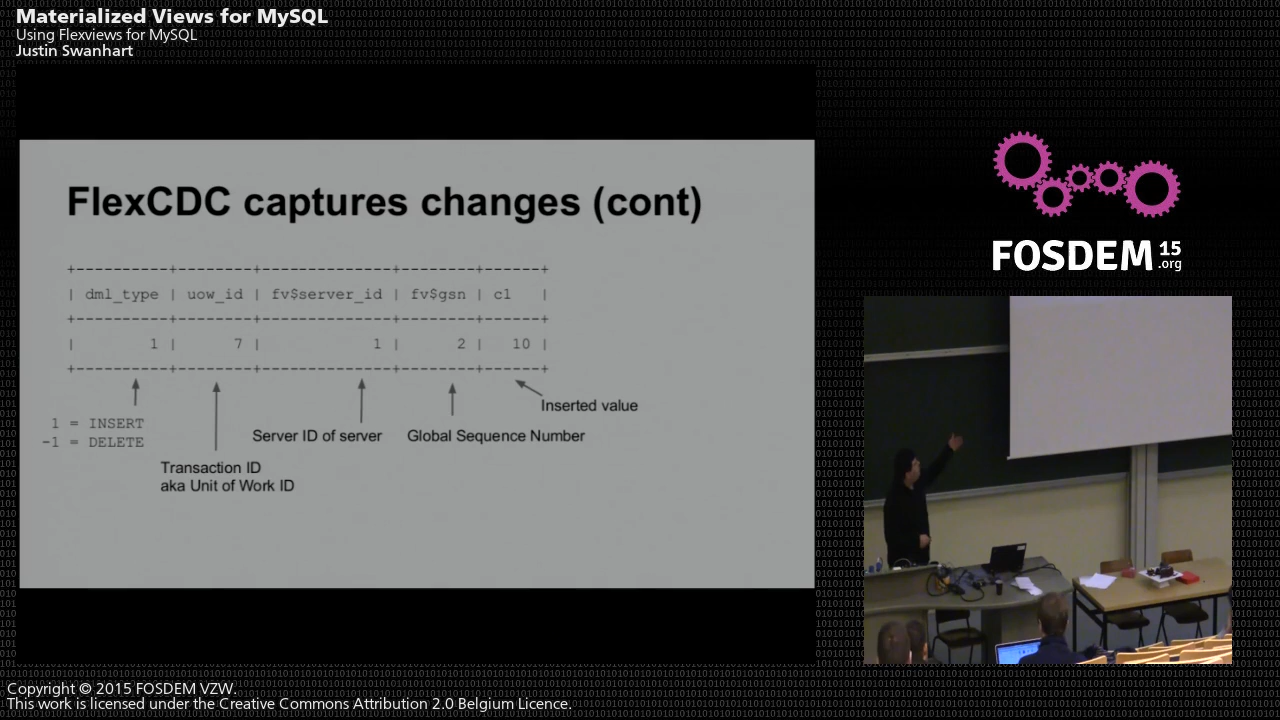 Materialized Views for MySQL
Using Flexviews for MySQL
Justin Swanhart
FlexCDC captures changes (cont)
+----------+--------+--------------+--------+------+
| dml_type | uow_id | fv$server_id | fv$gsn | c1 |
+----------+--------+--------------+--------+------+
| 1 | 7 | 1 | 2 | 10 |
+----------+--------+--------------+--------+------+
1 = INSERT
-1 = DELETE
Transaction ID
aka Unit of Work ID
Server ID of server
Global Sequence Number
Inserted value
FOSDEM 15
.org
Copyright © 2015 FOSDEM VZW.
This work is licensed under the Creative Commons Attribution 2.0 Belgium Licence.